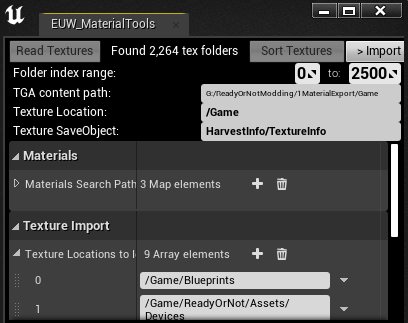 EUW_MaterialTools
Read Textures Found 2,264 tex folders Sort Textures > Import
Folder index range: 0 to: 2500
TGA content path: G:/ReadyOrNotModding/1MaterialExport/Game
Texture Location: /Game
Texture SaveObject: HarvestInfo/TextureInfo
Materials
Materials Search Path 3 Map elements
Texture Import
Texture Locations to I 9 Array elements
0 /Game/Blueprints
1 /Game/ReadyOrNot/Assets/
Devices